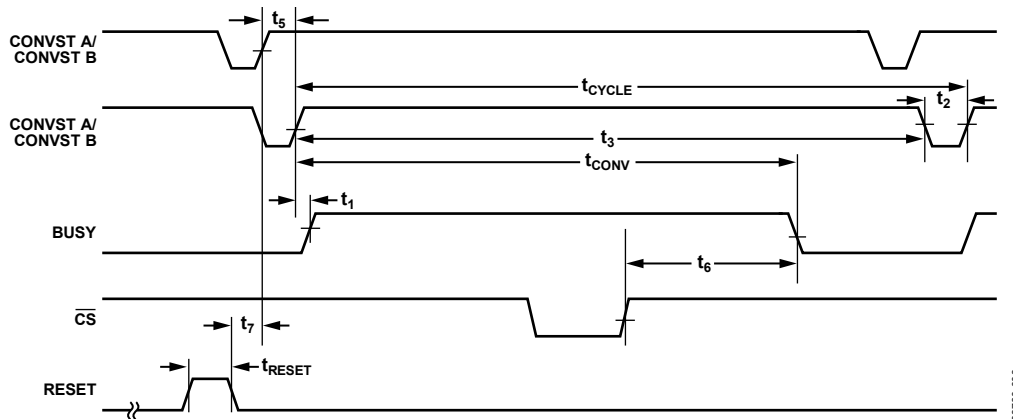 t5
CONVST A/
CONVST B
tCYCLE
t2
CONVST A/
CONVST B
t3
tCONV
t1
BUSY
t6
CS
t7
tRESET
RESET